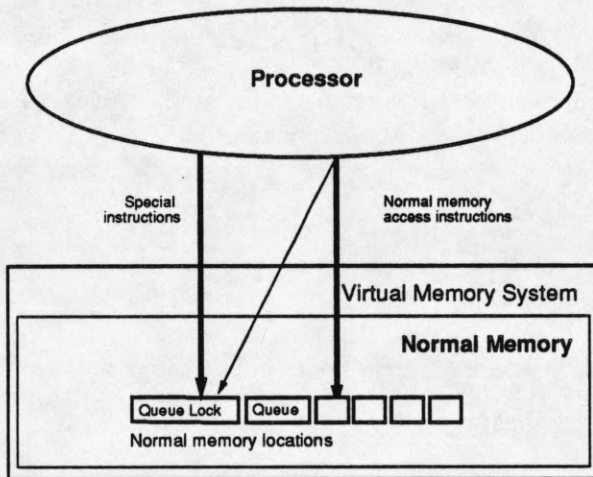 Processor
Special
instructions
Normal memory
access instructions
Virtual Memory System
Normal Memory
Queue Lock
Queue
Normal memory locations